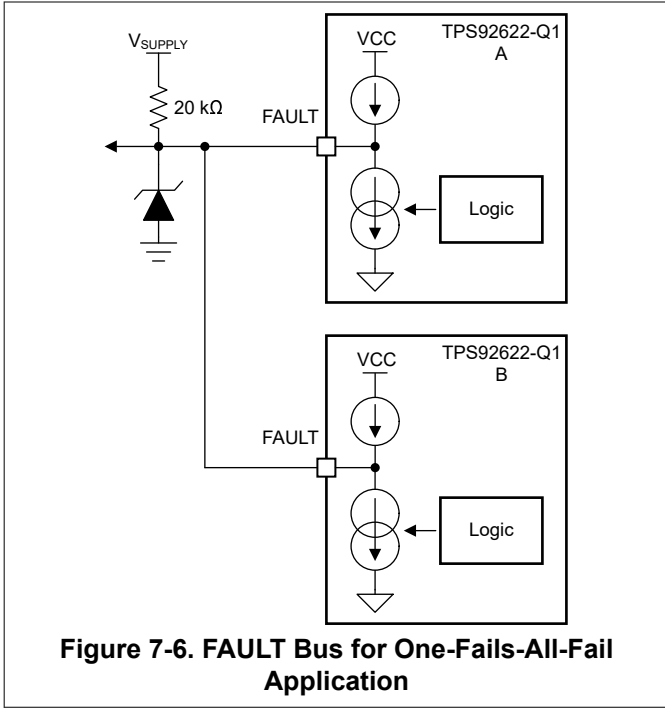 V_SUPPLY
20 kΩ
FAULT
VCC
TPS92622-Q1
A
Logic
FAULT
VCC
TPS92622-Q1
B
Logic
Figure 7-6. FAULT Bus for One-Fails-All-Fail
Application